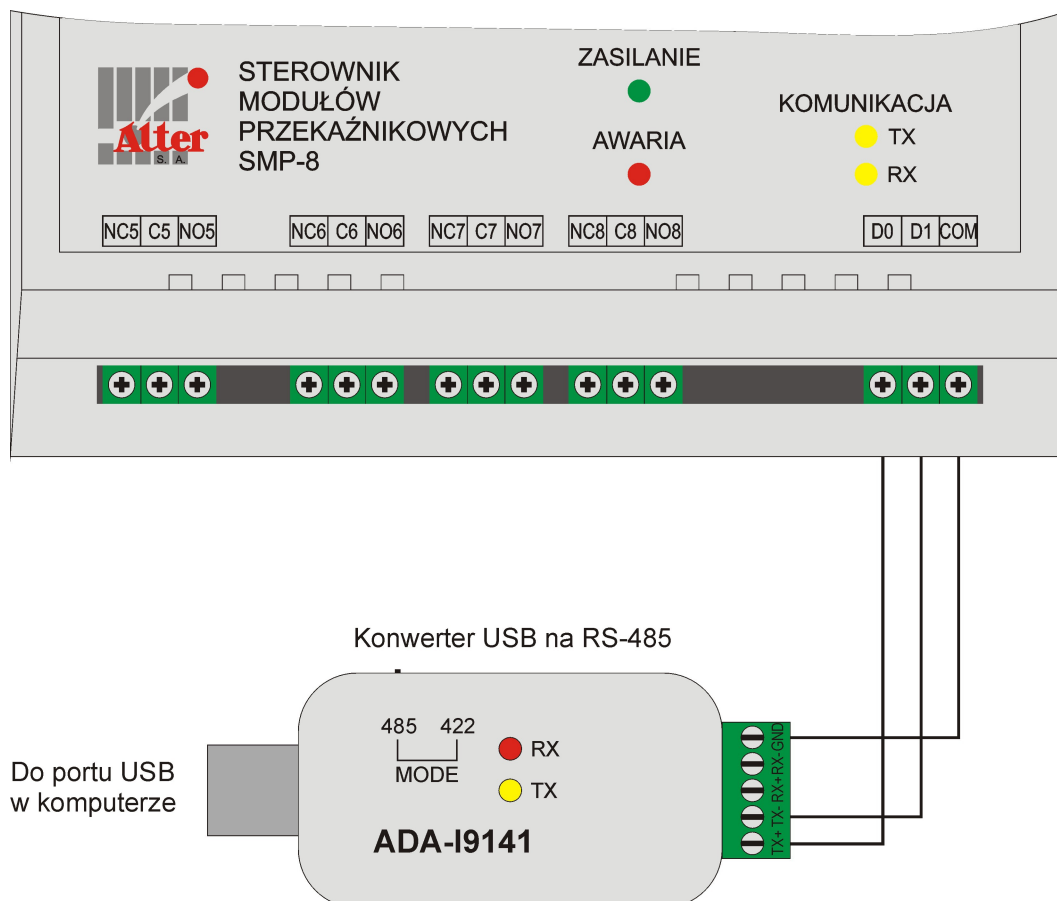 Alter
S. A.
STEROWNIK
MODUŁÓW
PRZEKAŹNIKOWYCH
SMP-8
ZASILANIE
AWARIA
KOMUNIKACJA
TX
RX
NC5 C5 NO5
NC6 C6 NO6
NC7 C7 NO7
NC8 C8 NO8
D0 D1 COM
Konwerter USB na RS-485
485 422
MODE
RX
TX
ADA-I9141
Do portu USB
w komputerze
TX+ TX- RX+ RX- GND